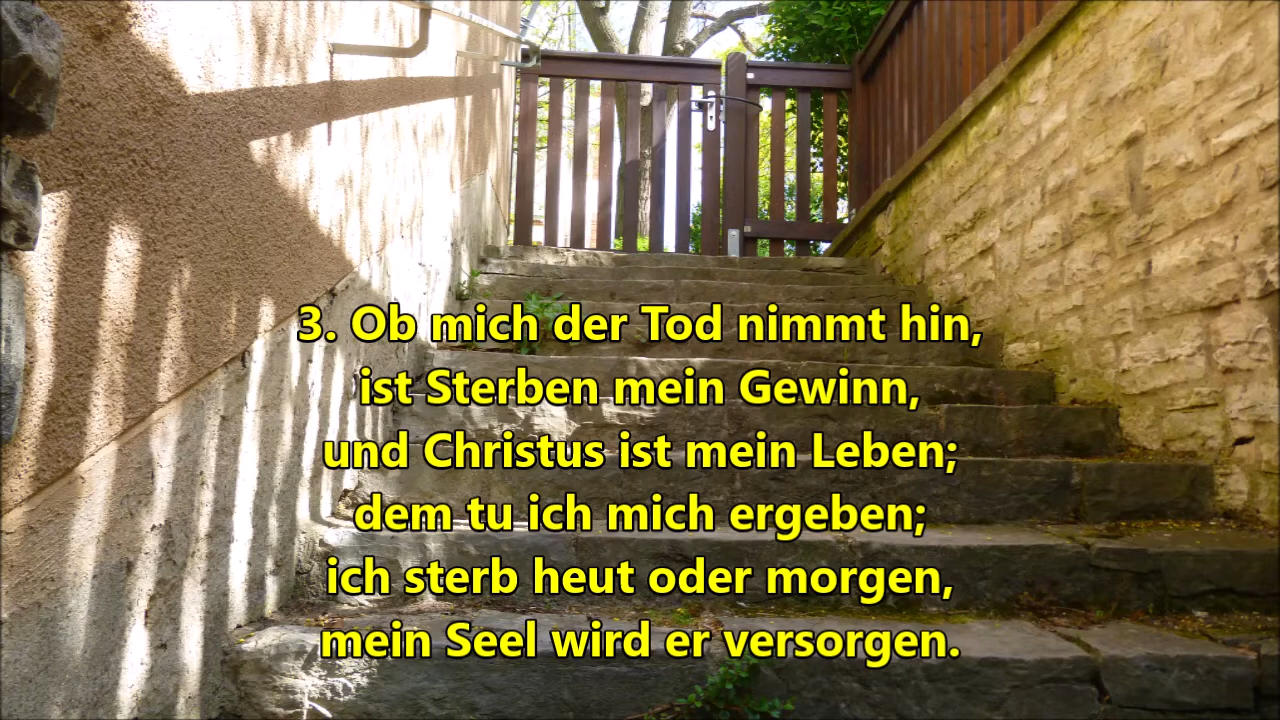 3. Ob mich der Tod nimmt hin,
ist Sterben mein Gewinn,
und Christus ist mein Leben;
dem tu ich mich ergeben;
ich sterb heut oder morgen,
mein Seel wird er versorgen.